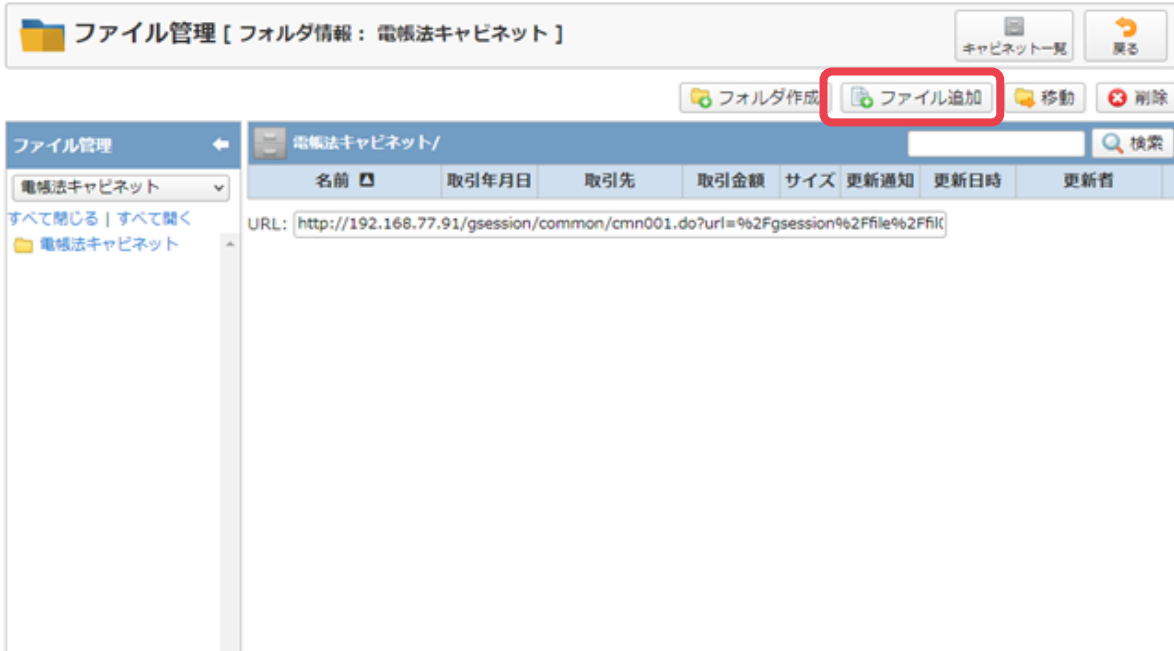 ファイル管理 [ フォルダ情報： 電帳法キャビネット ]
キャビネット一覧
戻る
フォルダ作成 ファイル追加 移動 削除
ファイル管理
電帳法キャビネット/
検索
電帳法キャビネット
名前 取引年月日 取引先 取引金額 サイズ 更新通知 更新日時 更新者
すべて閉じる | すべて開く
URL: http://192.168.77.91/gsession/common/cmn001.do?url=%2Fgsession%2Ffile%2Ffil0
電帳法キャビネット